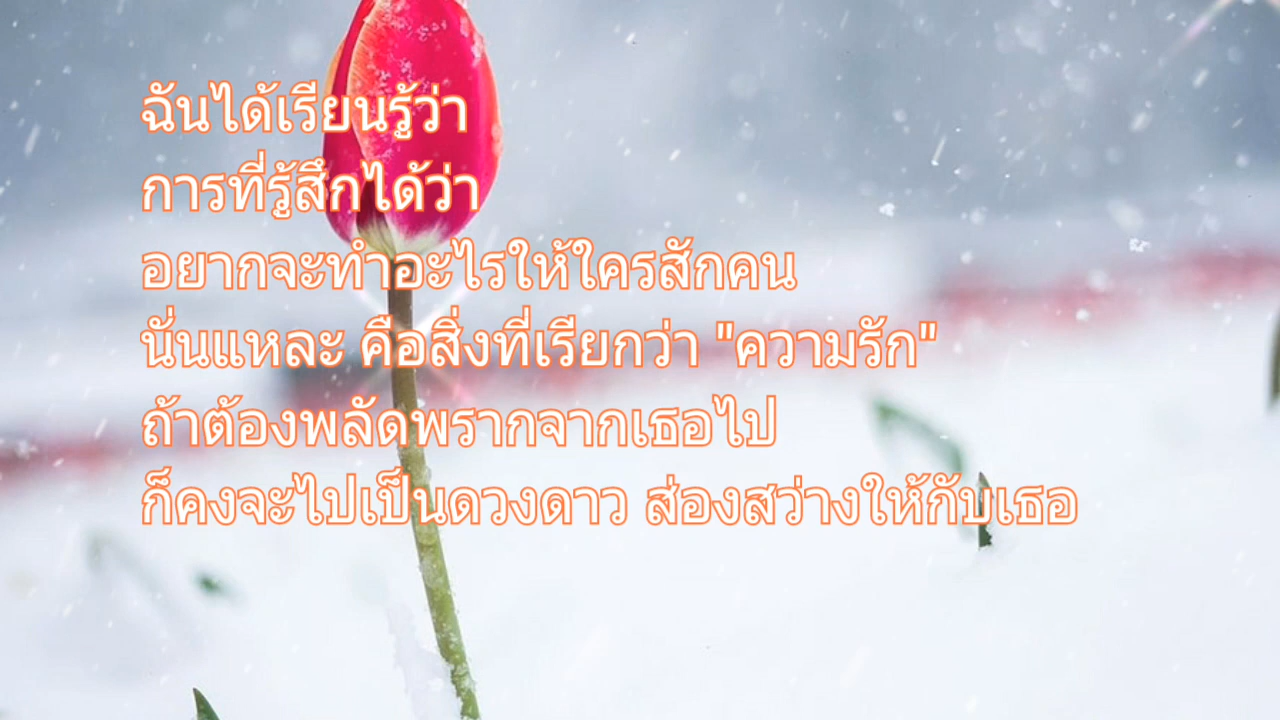 ฉันได้เรียนรู้ว่า
การที่รู้สึกได้ว่า
อยากจะทำอะไรให้ใครสักคน
นั่นแหละ คือสิ่งที่เรียกว่า "ความรัก"
ถ้าต้องพลัดพรากจากเธอไป
ก็คงจะไปเป็นดวงดาว ส่องสว่างให้กับเธอ